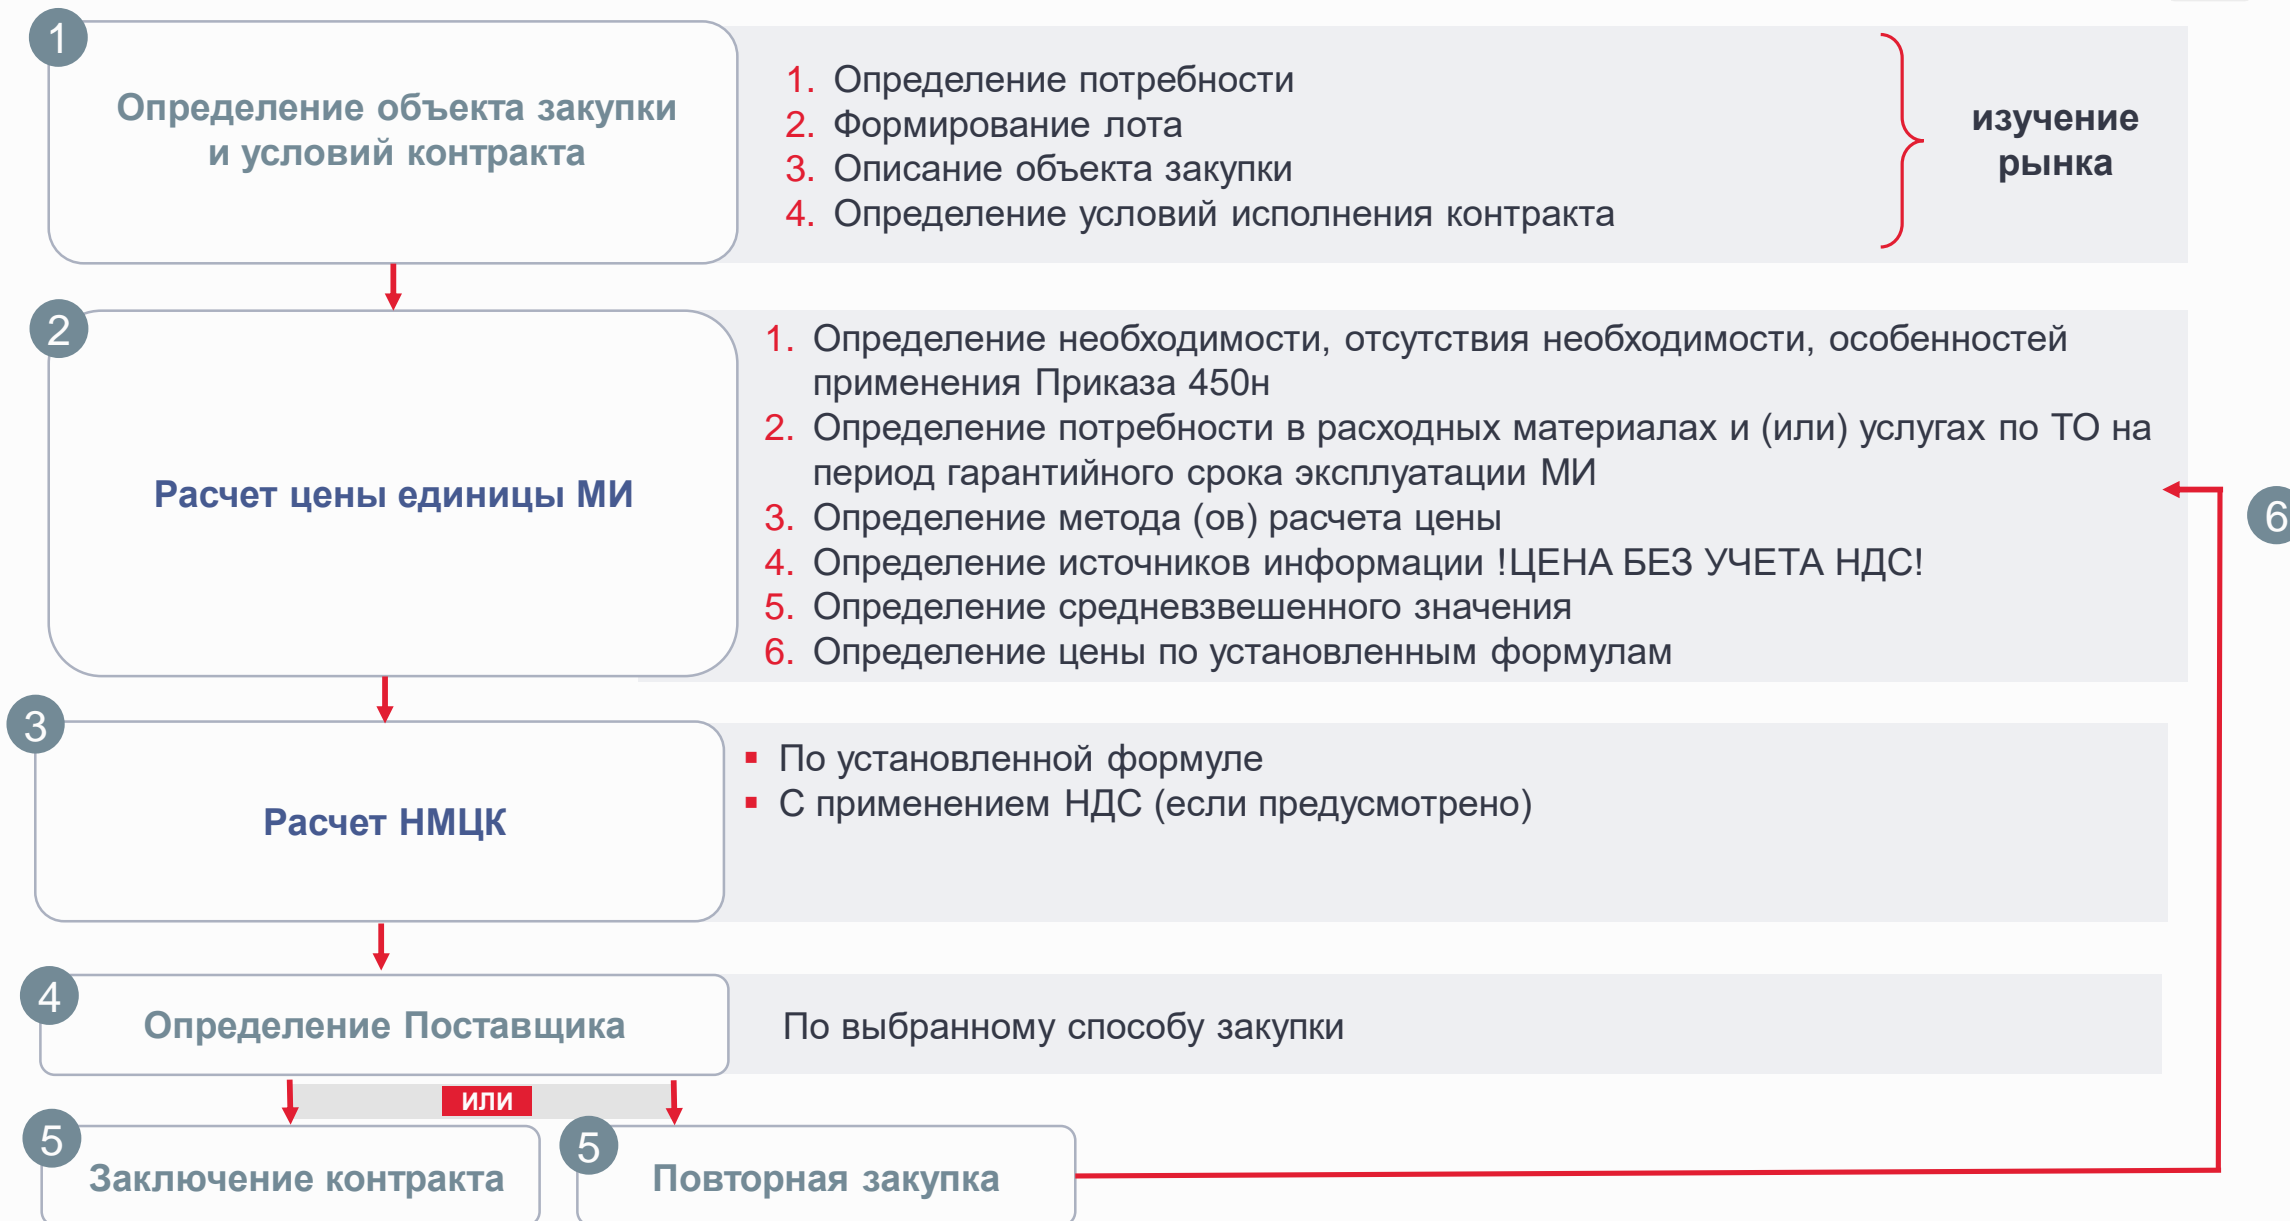 1
Определение объекта закупки
и условий контракта
1. Определение потребности
2. Формирование лота
3. Описание объекта закупки
4. Определение условий исполнения контракта
изучение
рынка
2
Расчет цены единицы МИ
1. Определение необходимости, отсутствия необходимости, особенностей
применения Приказа 450н
2. Определение потребности в расходных материалах и (или) услугах по ТО на
период гарантийного срока эксплуатации МИ
3. Определение метода (ов) расчета цены
4. Определение источников информации !ЦЕНА БЕЗ УЧЕТА НДС!
5. Определение средневзвешенного значения
6. Определение цены по установленным формулам
6
3
Расчет НМЦК
▪ По установленной формуле
▪ С применением НДС (если предусмотрено)
4
Определение Поставщика
По выбранному способу закупки
ИЛИ
5
Заключение контракта
5
Повторная закупка